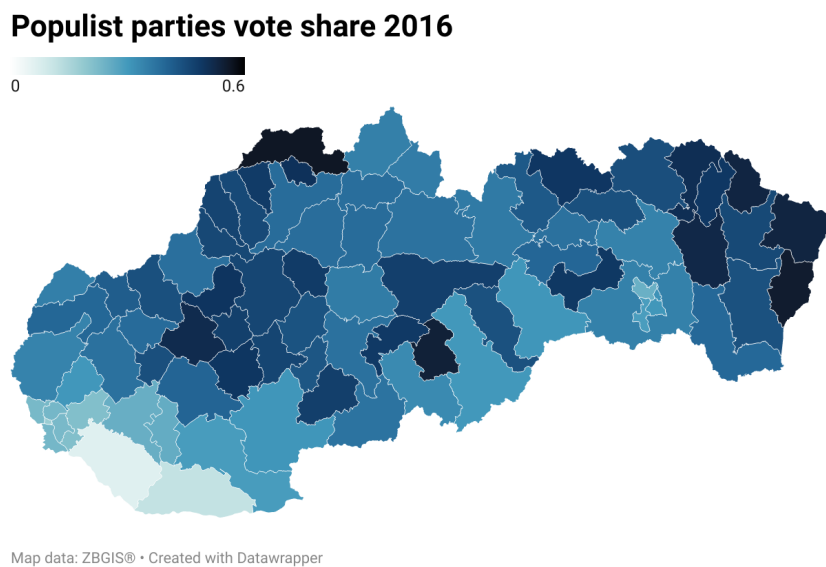 Populist parties vote share 2016
0 0.6
Map data: ZBGIS® • Created with Datawrapper